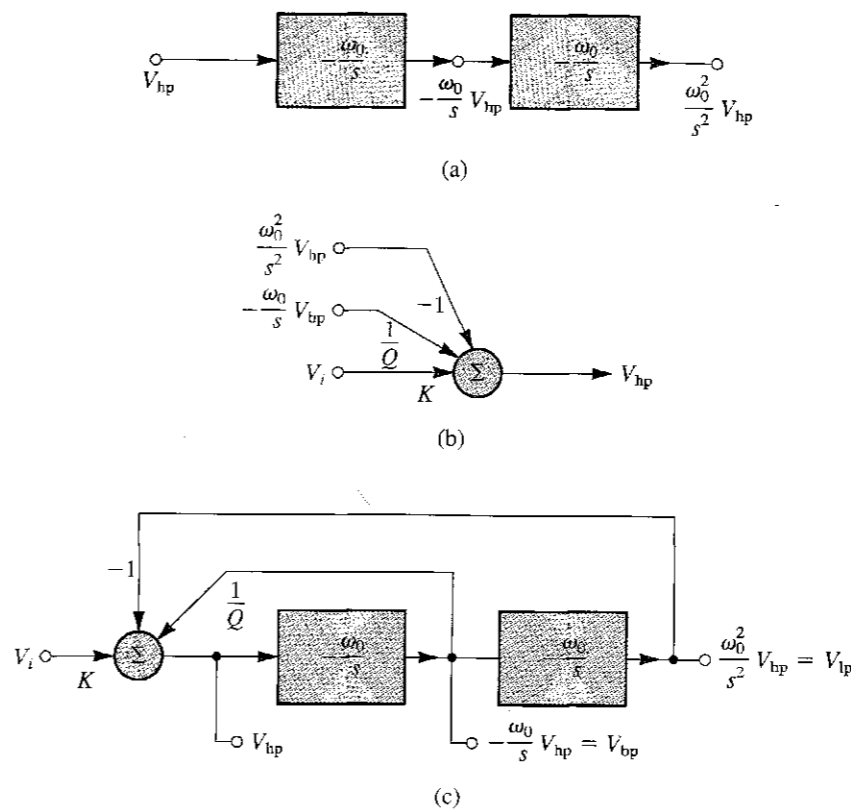 -ω₀/s
-ω₀/s
V_hp
-ω₀/s V_hp
ω₀²/s² V_hp
(a)
ω₀²/s² V_hp
-1
-ω₀/s V_hp
1/Q
V_i
K
Σ
V_hp
(b)
-1
1/Q
V_i
K
Σ
-ω₀/s
-ω₀/s
ω₀²/s² V_hp = V_lp
V_hp
-ω₀/s V_hp = V_bp
(c)